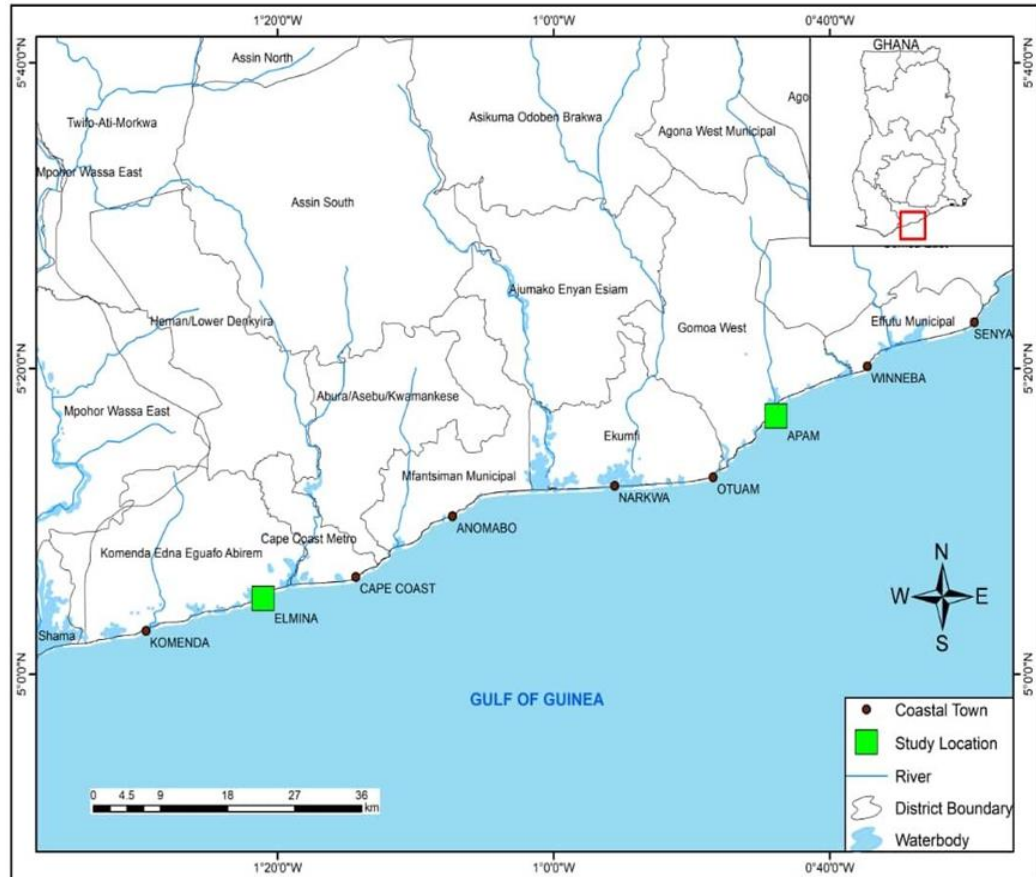 1°20'0"W
1°0'0"W
0°40'0"W
5°40'0"N
5°40'0"N
GHANA
Assin North
Twifo-Ati-Morkwa
Asikuma Odoben Brakwa
Ago
Agona West Municipal
Mpohor Wassa East
Assin South
Ajumako Enyan Esiam
Heman/Lower Denkyira
Gomoa West
Effutu Municipal
SENYA
5°20'0"N
5°20'0"N
WINNEBA
Abura/Asebu/Kwamankese
Mpohor Wassa East
APAM
Ekumfi
Mfantsiman Municipal
OTUAM
NARKWA
ANOMABO
Cape Coast Metro
Komenda Edna Eguafo Abirem
CAPE COAST
N
W
E
S
ELMINA
Shama
KOMENDA
5°0'0"N
5°0'0"N
GULF OF GUINEA
Coastal Town
Study Location
River
District Boundary
Waterbody
0 4.5 9 18 27 36
km
1°20'0"W
1°0'0"W
0°40'0"W